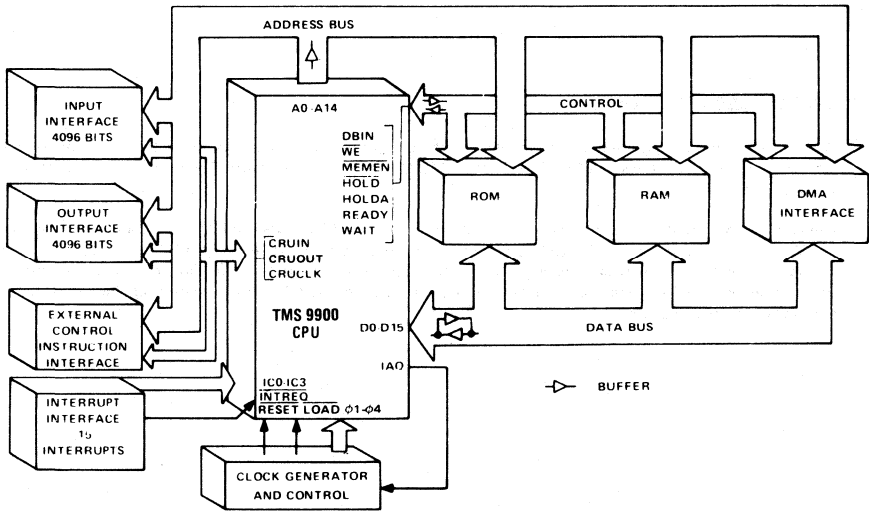 ADDRESS BUS
INPUT
INTERFACE
4096 BITS
A0-A14
CONTROL
DBIN
WE
MEMEN
HOLD
HOLDA
READY
WAIT
ROM
RAM
DMA
INTERFACE
OUTPUT
INTERFACE
4096 BITS
CRUIN
CRUOUT
CRUCLK
EXTERNAL
CONTROL
INSTRUCTION
INTERFACE
TMS 9900
CPU
D0-D15
DATA BUS
IAQ
BUFFER
INTERRUPT
INTERFACE
15
INTERRUPTS
IC0-IC3
INTREQ
RESET LOAD φ1-φ4
CLOCK GENERATOR
AND CONTROL